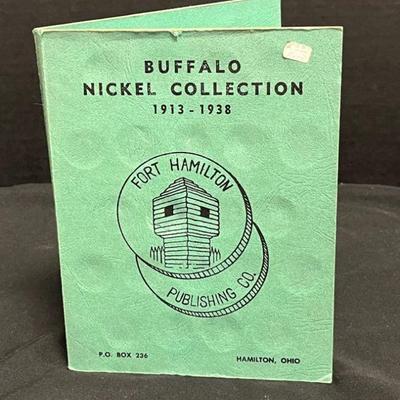 BUFFALO
NICKEL COLLECTION
1913 - 1938
FORT HAMILTON
PUBLISHING CO.
P.O. BOX 236 HAMILTON, OHIO